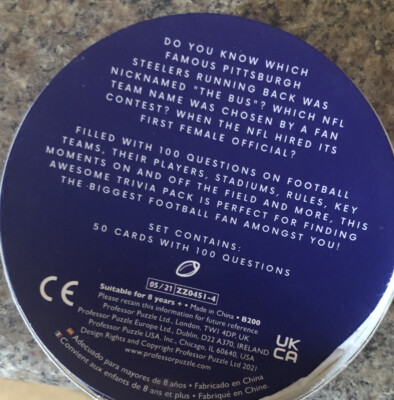 DO YOU KNOW WHICH
FAMOUS PITTSBURGH
STEELERS RUNNING BACK WAS
NICKNAMED "THE BUS"? WHICH NFL
TEAM NAME WAS CHOSEN BY A FAN
CONTEST? WHEN THE NFL HIRED ITS
FIRST FEMALE OFFICIAL?
FILLED WITH 100 QUESTIONS ON FOOTBALL
TEAMS, THEIR PLAYERS, STADIUMS, RULES, KEY
MOMENTS ON AND OFF THE FIELD AND MORE, THIS
AWESOME TRIVIA PACK IS PERFECT FOR FINDING
THE BIGGEST FOOTBALL FAN AMONGST YOU!
SET CONTAINS:
50 CARDS WITH 100 QUESTIONS
05/21 ZZ0451-4
Suitable for 8 years + • Made in China • B200
Please retain this information for future reference
Professor Puzzle Ltd., London, TW1 4DP, UK
Professor Puzzle Europe Ltd., Dublin, D22 A370, IRELAND
Professor Puzzle USA, Inc., Chicago, IL 60640, USA
Design Rights and Copyright Professor Puzzle Ltd 2021
www.professorpuzzle.com
CE
UK
CA
Adecuado para mayores de 8 años • Fabricado en China
Convient aux enfants de 8 ans et plus • Fabriqué en Chine.